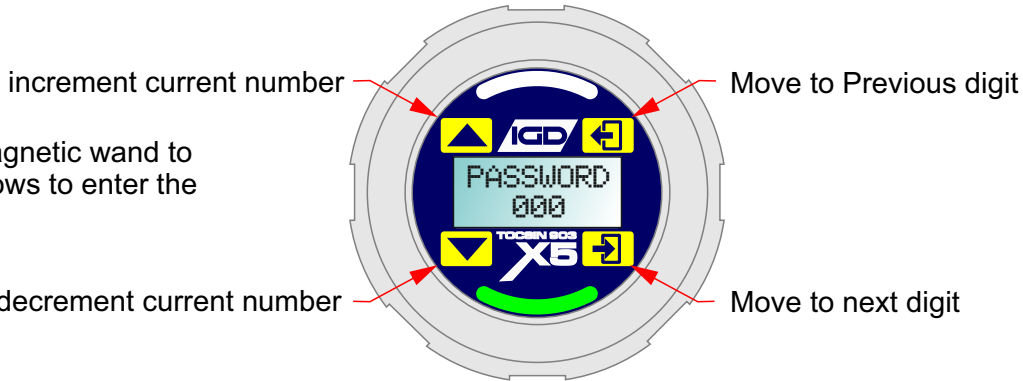 increment current number
Move to Previous digit
agnetic wand to
ows to enter the
IGD
PASSWORD
000
TOCSIN 903
X5
decrement current number
Move to next digit